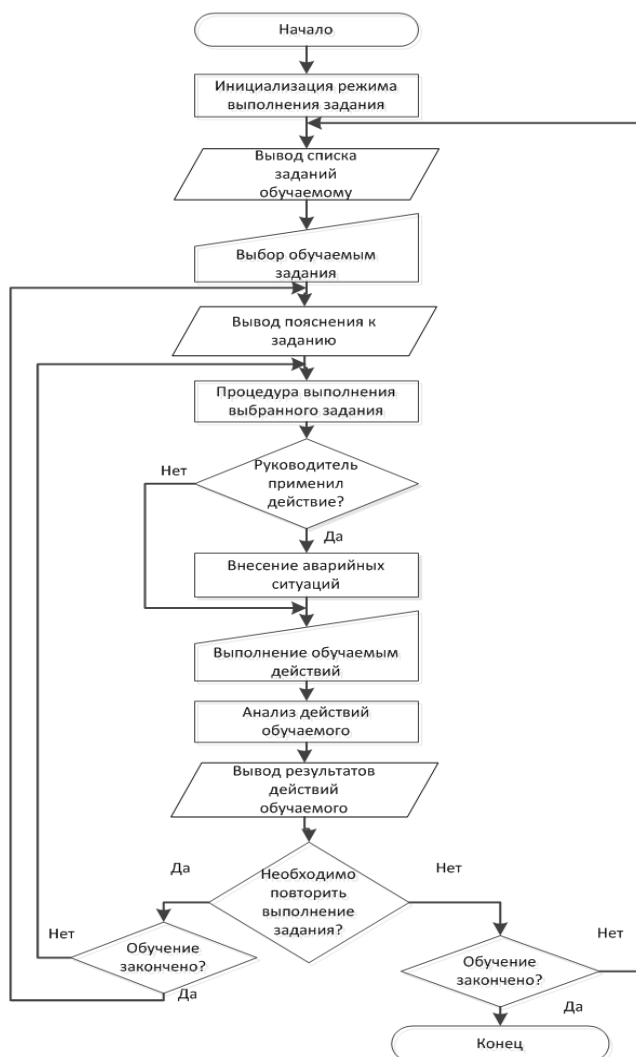 Начало
Инициализация режима
выполнения задания
Вывод списка
заданий
обучаемому
Выбор обучаемым
задания
Вывод пояснения к
заданию
Процедура выполнения
выбранного задания
Нет
Руководитель
применил
действие?
Да
Внесение аварийных
ситуаций
Выполнение обучаемым
действий
Анализ действий
обучаемого
Вывод результатов
действий
обучаемого
Да
Необходимо
повторить
выполнение
задания?
Нет
Нет
Обучение
закончено?
Да
Обучение
закончено?
Нет
Да
Конец